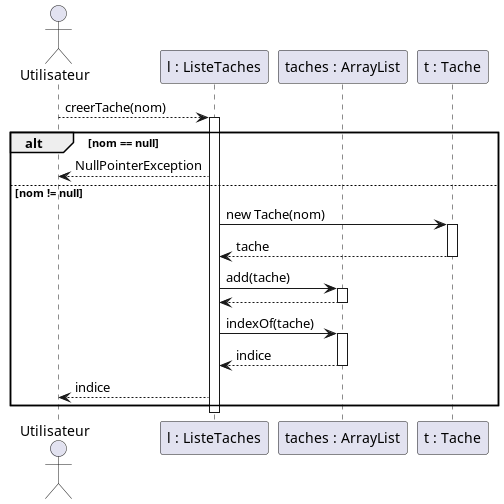 Utilisateur
l : ListeTaches
taches : ArrayList
t : Tache
creerTache(nom)
alt
[nom == null]
NullPointerException
[nom != null]
new Tache(nom)
tache
add(tache)
indexOf(tache)
indice
indice
Utilisateur
l : ListeTaches
taches : ArrayList
t : Tache